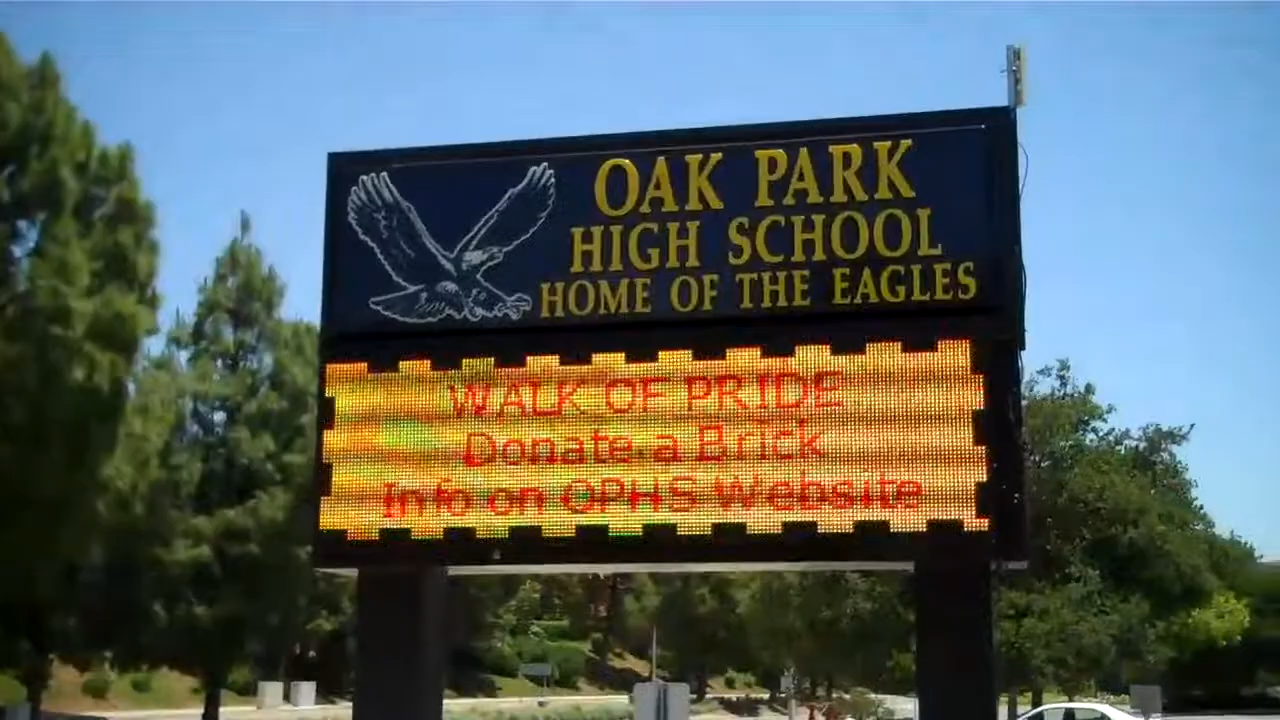 OAK PARK
HIGH SCHOOL
HOME OF THE EAGLES
WALK OF PRIDE
Donate a Brick
Info on OPHS Website